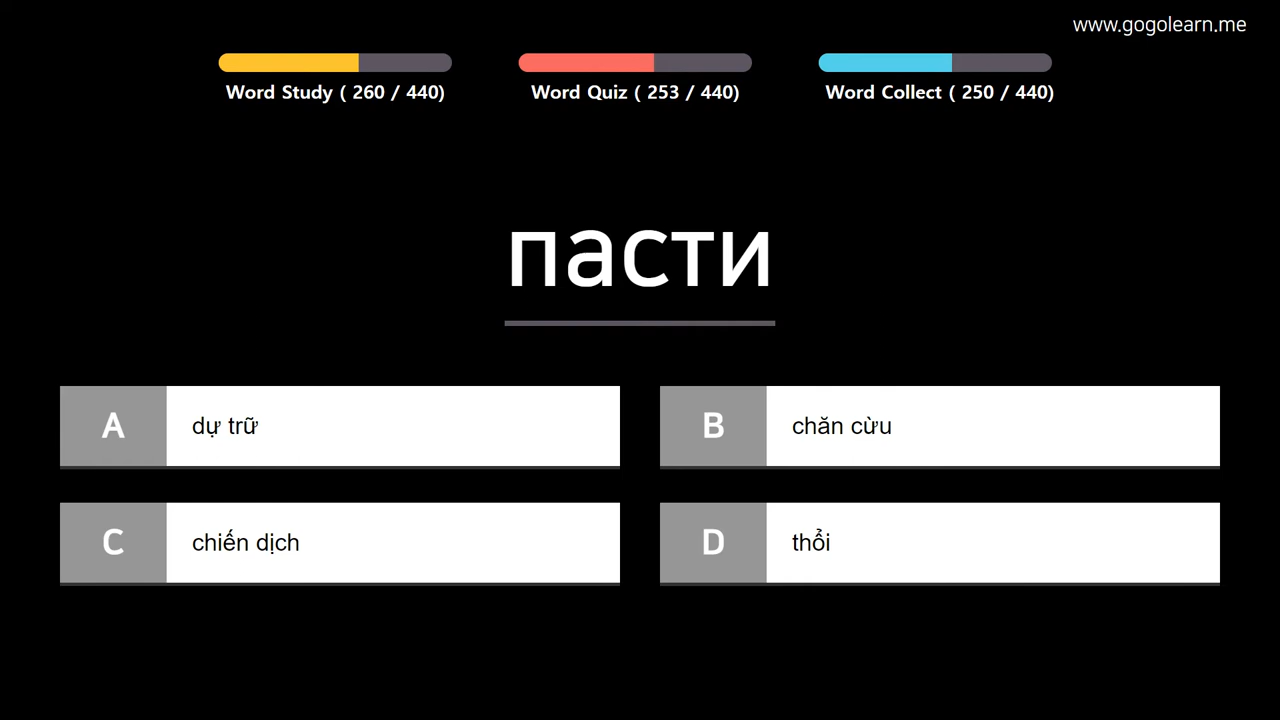 www.gogolearn.me
Word Study ( 260 / 440)
Word Quiz ( 253 / 440)
Word Collect ( 250 / 440)
пасти
A
dự trữ
B
chăn cừu
C
chiến dịch
D
thổi